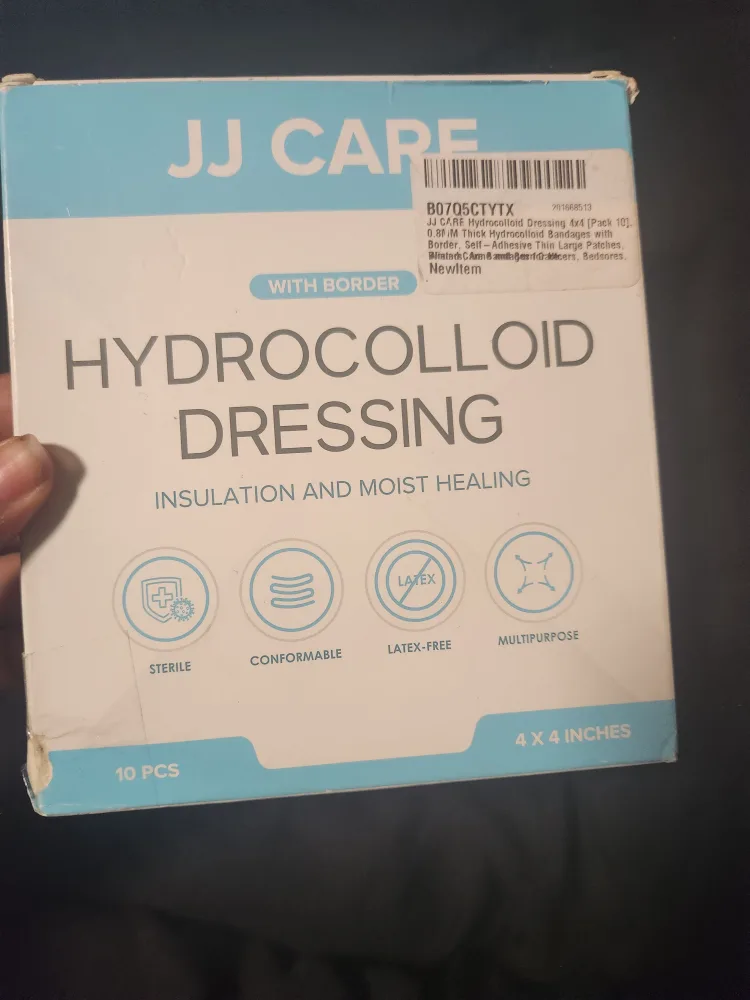 JJ CARE
B07Q5CTYTX 201668513
JJ CARE Hydrocolloid Dressing 4x4 [Pack 10],
Thick Hydrocolloid Bandages with
Border, Self-Adhesive Thin Large Patches,
Bedsores,
NewItem
WITH BORDER
HYDROCOLLOID
DRESSING
INSULATION AND MOIST HEALING
LATEX
STERILE
CONFORMABLE
LATEX-FREE
MULTIPURPOSE
10 PCS
4 X 4 INCHES